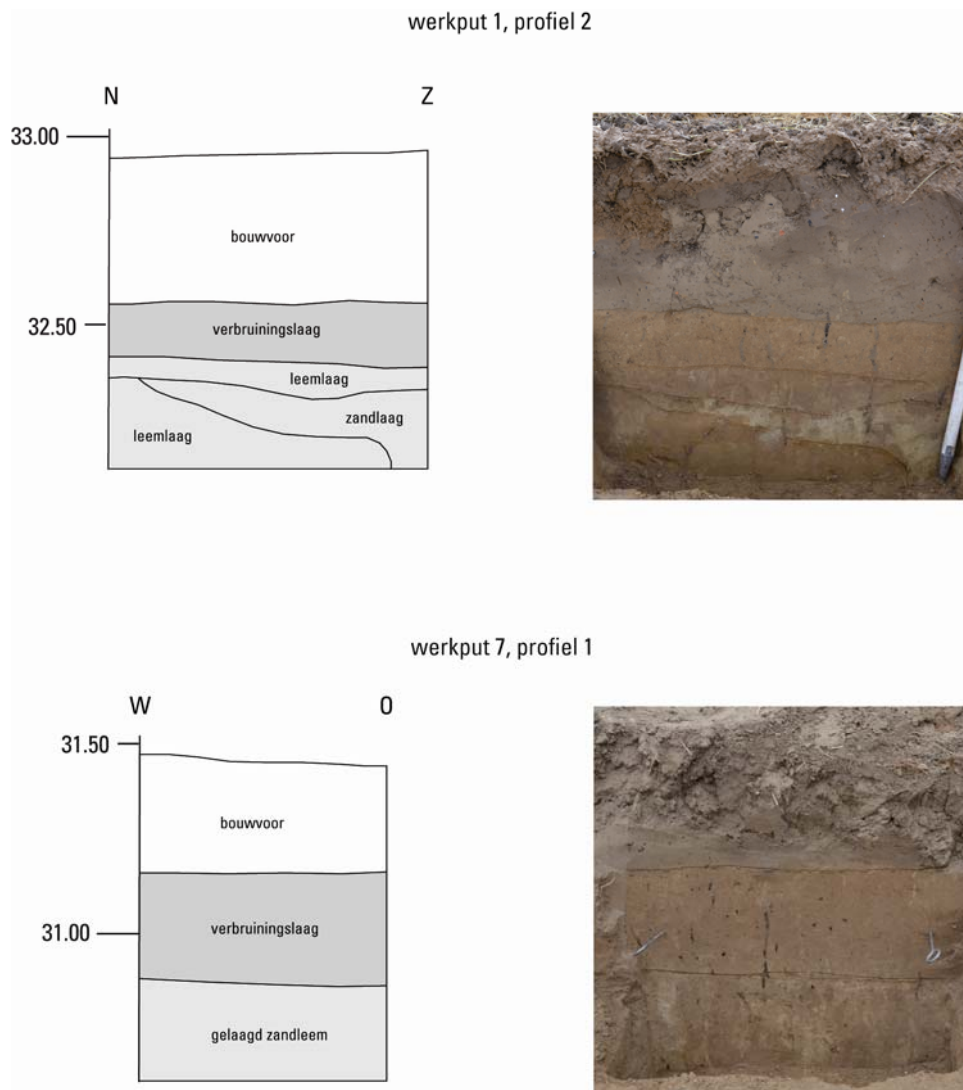 werkput 1, profiel 2
N Z
33.00
bouwvoor
32.50
verbruiningslaag
leemlaag
zandlaag
leemlaag
werkput 7, profiel 1
W O
31.50
bouwvoor
31.00
verbruiningslaag
gelaagd zandleem